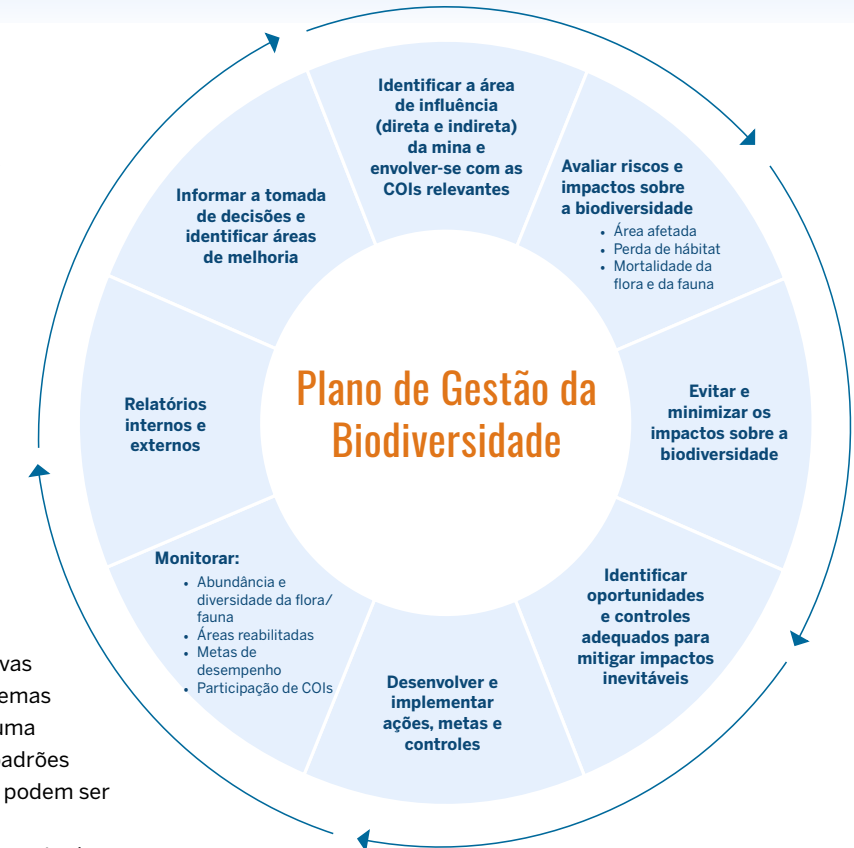 Identificar a área
de influência
(direta e indireta)
da mina e
envolver-se com as
COIs relevantes
Avaliar riscos e
impactos sobre
a biodiversidade
• Área afetada
• Perda de hábitat
• Mortalidade da
flora e da fauna
Evitar e
minimizar os
impactos sobre a
biodiversidade
Identificar
oportunidades
e controles
adequados para
mitigar impactos
inevitáveis
Desenvolver e
implementar
ações, metas e
controles
Monitorar:
• Abundância e
diversidade da flora/
fauna
• Áreas reabilitadas
• Metas de
desempenho
• Participação de COIs
Relatórios
internos e
externos
Informar a tomada
de decisões e
identificar áreas
de melhoria
Plano de Gestão da
Biodiversidade
vas
emas
uma
adrões
podem ser